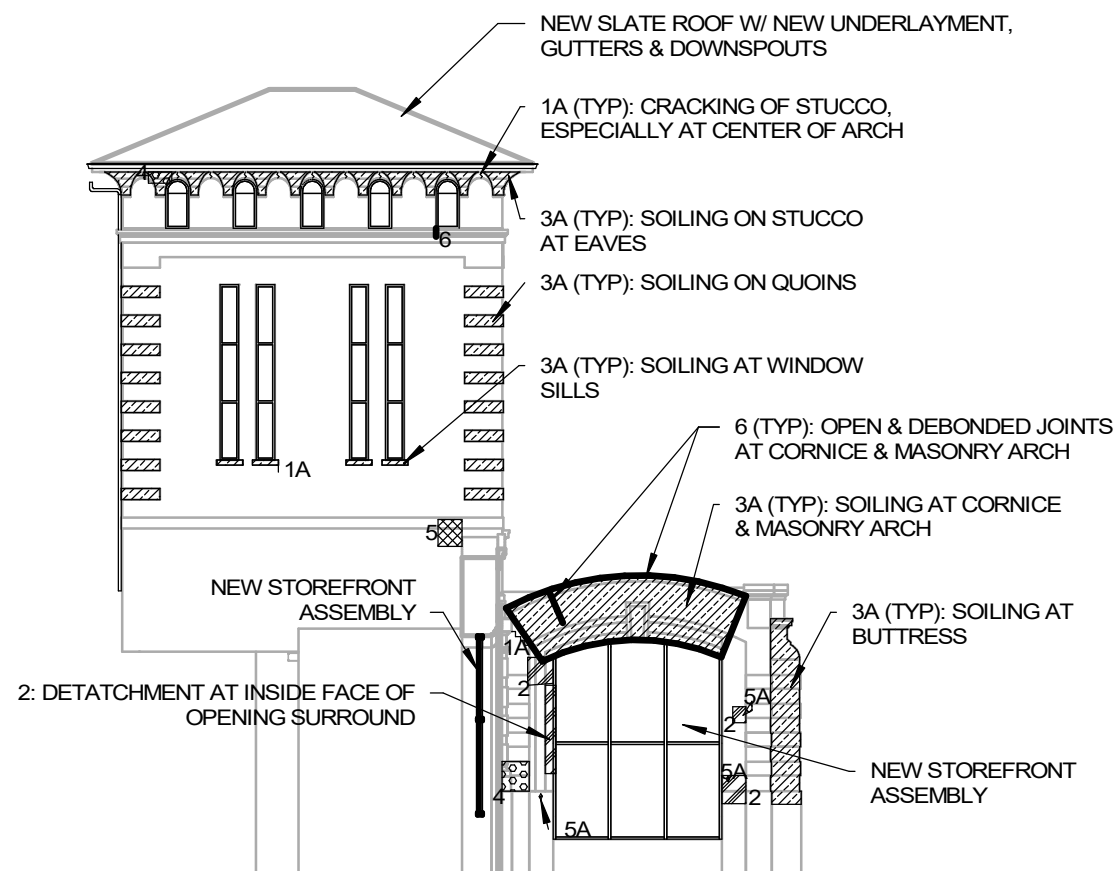 NEW SLATE ROOF W/ NEW UNDERLAYMENT,
GUTTERS & DOWNSPOUTS
1A (TYP): CRACKING OF STUCCO,
ESPECIALLY AT CENTER OF ARCH
4
3A (TYP): SOILING ON STUCCO
AT EAVES
6
3A (TYP): SOILING ON QUOINS
3A (TYP): SOILING AT WINDOW
SILLS
1A
6 (TYP): OPEN & DEBONDED JOINTS
AT CORNICE & MASONRY ARCH
3A (TYP): SOILING AT CORNICE
& MASONRY ARCH
5
NEW STOREFRONT
ASSEMBLY
3A (TYP): SOILING AT
BUTTRESS
1A
2
2: DETATCHMENT AT INSIDE FACE OF
OPENING SURROUND
5A
2
NEW STOREFRONT
ASSEMBLY
5A
4
2
5A